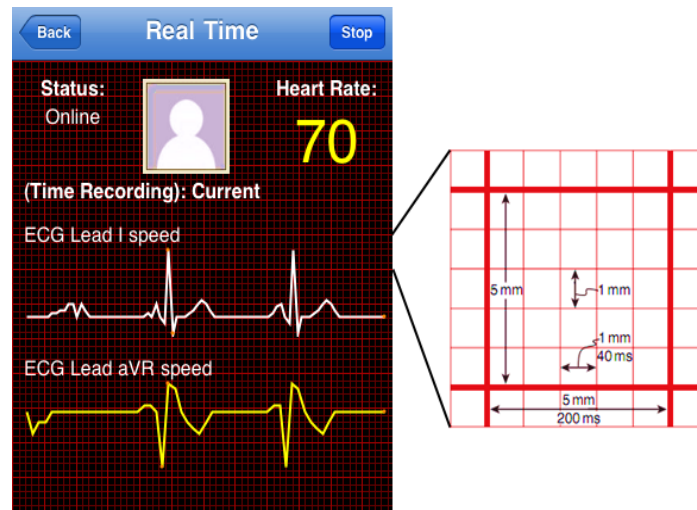 Back
Real Time
Stop
Status:
Online
Heart Rate:
70
(Time Recording): Current
ECG Lead I speed
ECG Lead aVR speed
5 mm
1 mm
1 mm
40 ms
5 mm
200 ms